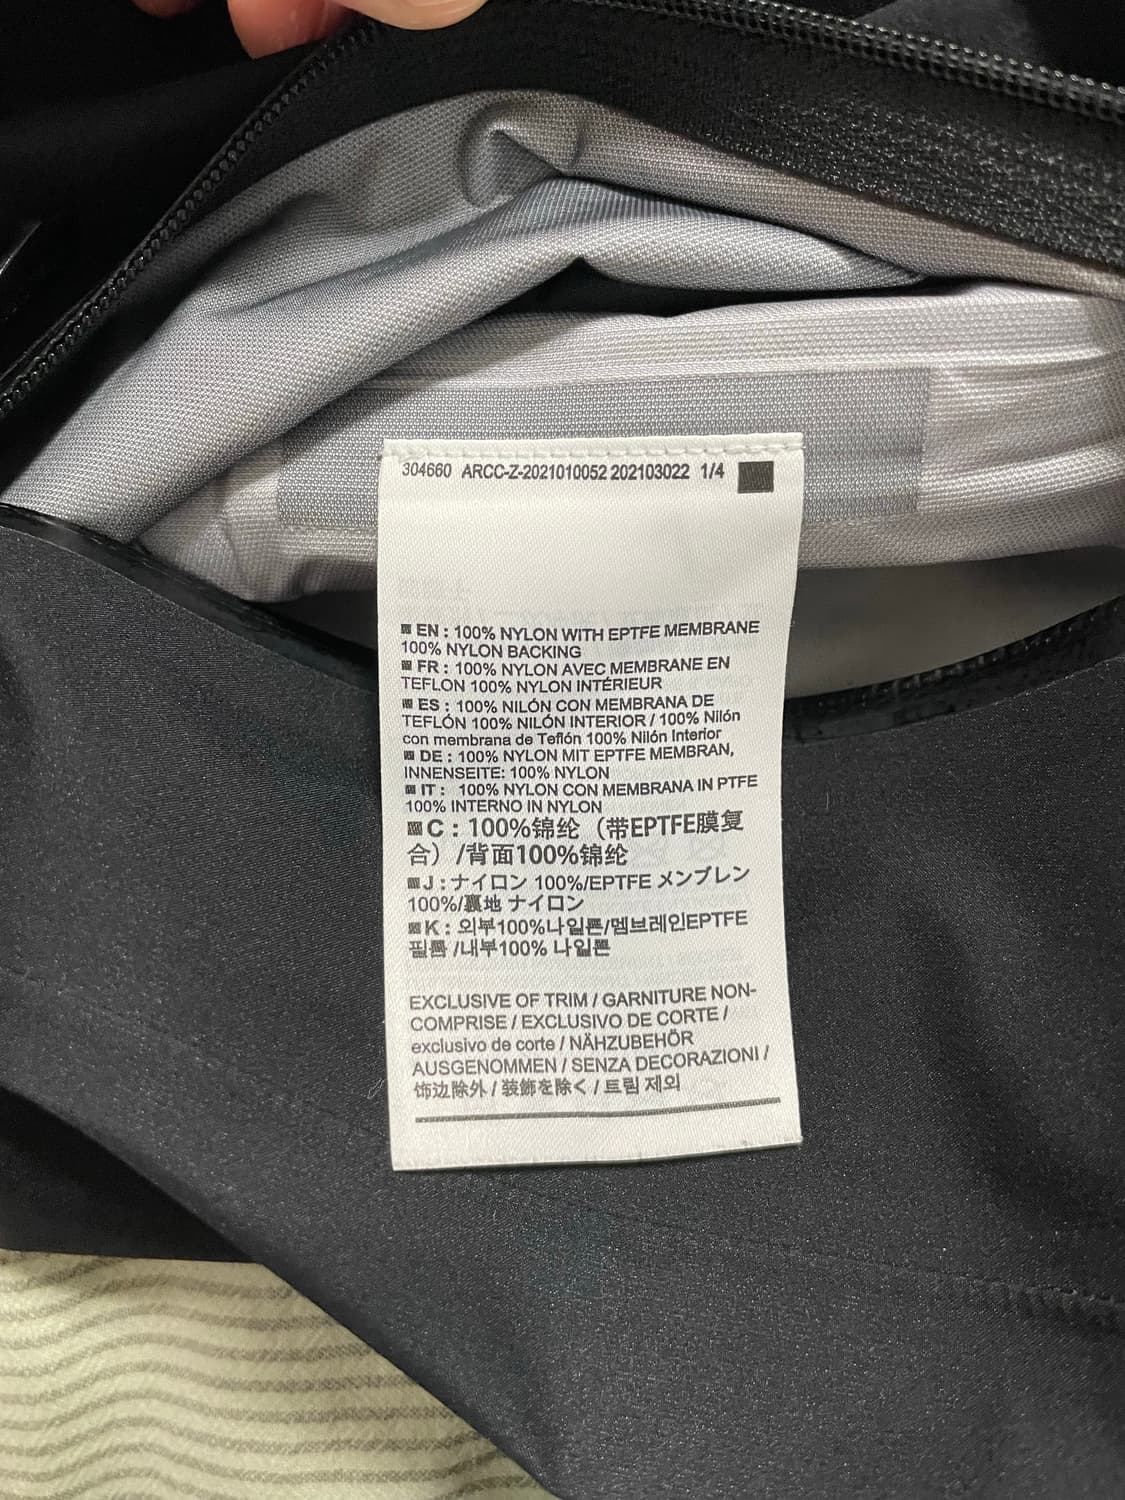 304660 ARCC-Z-2021010052 202103022 1/4
EN : 100% NYLON WITH EPTFE MEMBRANE
100% NYLON BACKING
FR : 100% NYLON AVEC MEMBRANE EN
TEFLON 100% NYLON INTÉRIEUR
ES : 100% NILÓN CON MEMBRANA DE
TEFLÓN 100% NILÓN INTERIOR / 100% Nilón
con membrana de Teflón 100% Nilón Interior
DE : 100% NYLON MIT EPTFE MEMBRAN,
INNENSEITE: 100% NYLON
IT : 100% NYLON CON MEMBRANA IN PTFE
100% INTERNO IN NYLON
C : 100%锦纶（带EPTFE膜复
合）/背面100%锦纶
J : ナイロン 100%/EPTFE メンブレン
100%/裏地 ナイロン
K : 외부100%나일론/멤브레인EPTFE
필름 /내부100% 나일론
EXCLUSIVE OF TRIM / GARNITURE NON-
COMPRISE / EXCLUSIVO DE CORTE /
exclusivo de corte / NÄHZUBEHÖR
AUSGENOMMEN / SENZA DECORAZIONI /
饰边除外 / 装飾を除く / 트림 제외